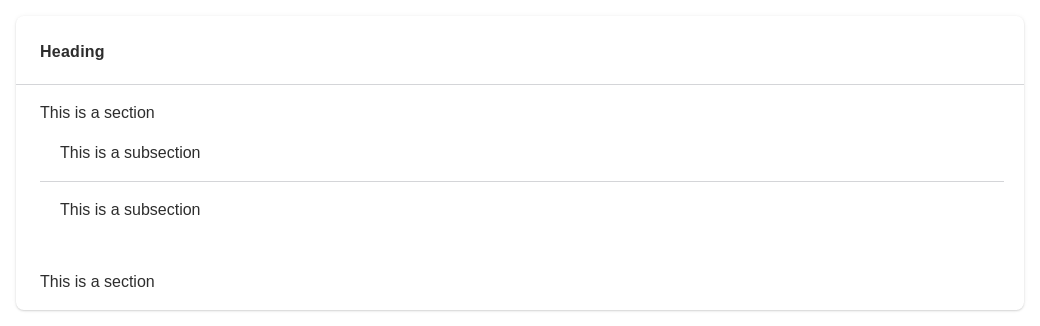 Heading
This is a section
This is a subsection
This is a subsection
This is a section